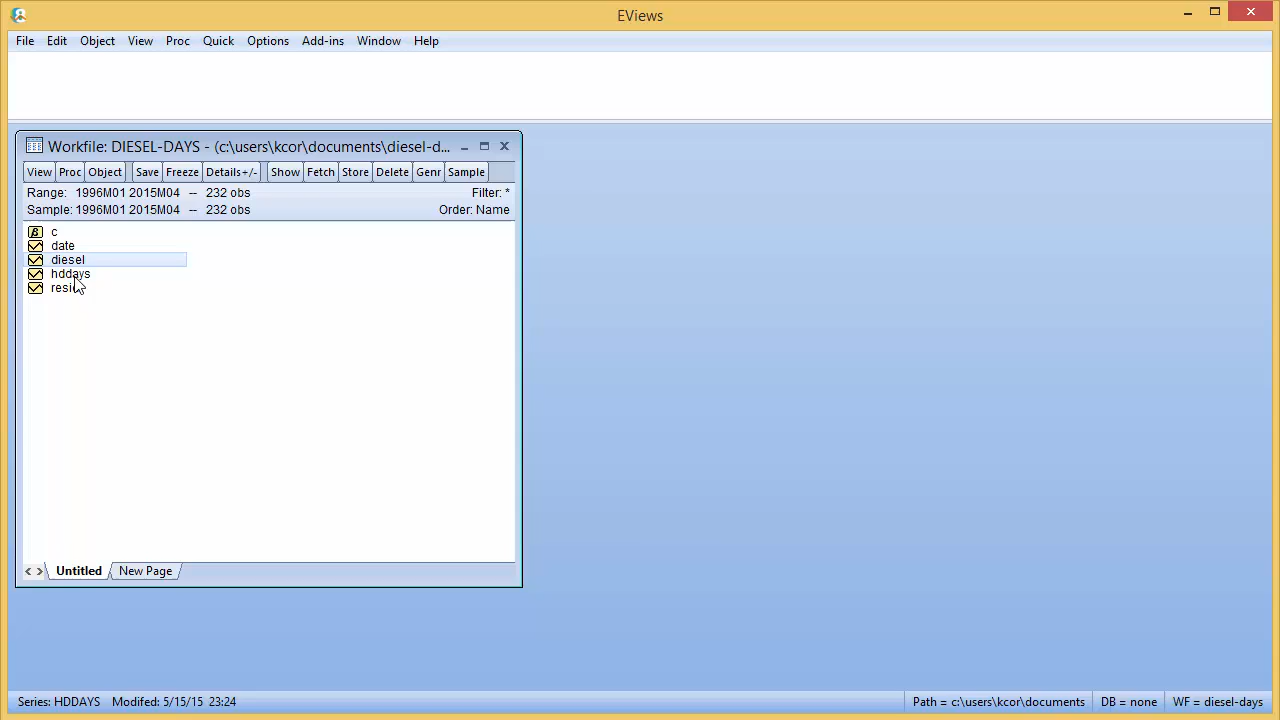 EViews
File Edit Object View Proc Quick Options Add-ins Window Help
Workfile: DIESEL-DAYS - (c:\users\kcor\documents\diesel-d...
View Proc Object Save Freeze Details+/- Show Fetch Store Delete Genr Sample
Range: 1996M01 2015M04 -- 232 obs Filter: *
Sample: 1996M01 2015M04 -- 232 obs Order: Name
β c
date
diesel
hddays
< > Untitled New Page
Series: HDDAYS Modifed: 5/15/15 23:24 Path = c:\users\kcor\documents DB = none WF = diesel-days